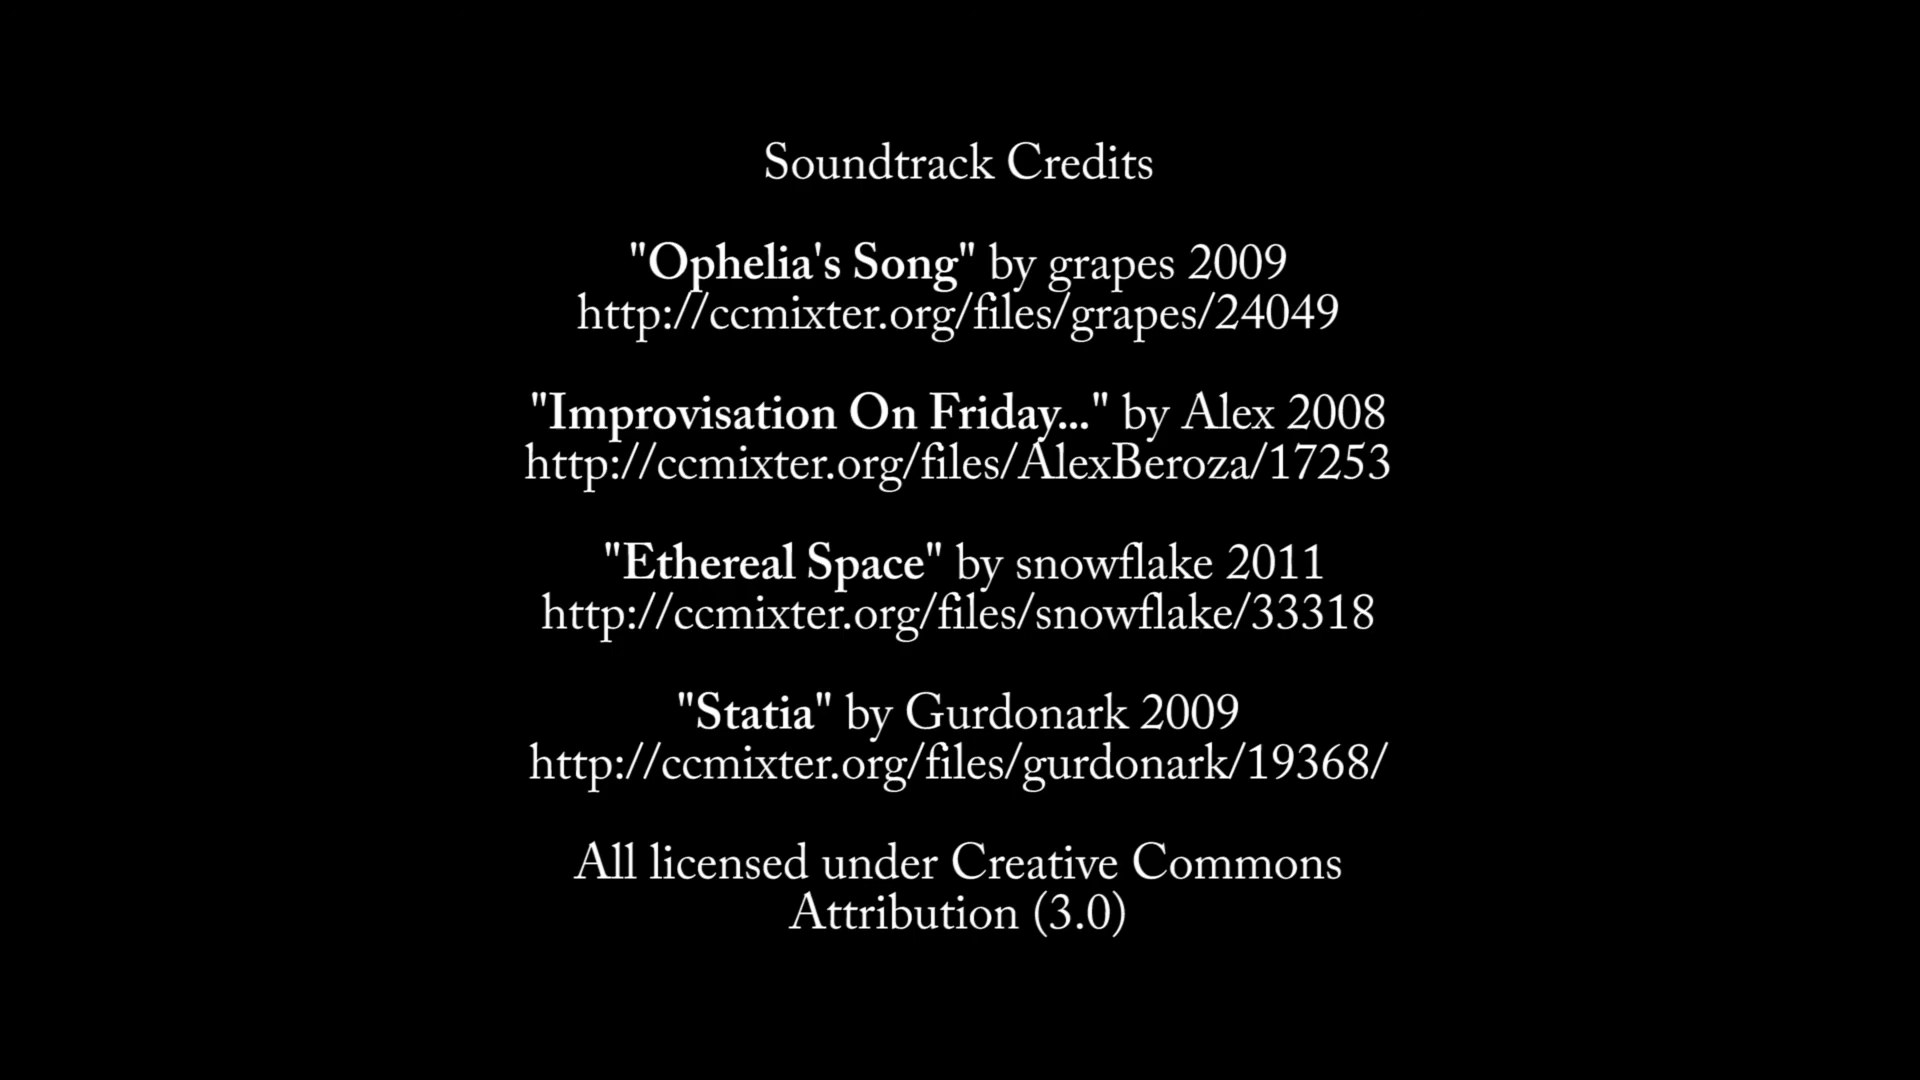 Soundtrack Credits
"Ophelia's Song" by grapes 2009
http://ccmixter.org/files/grapes/24049
"Improvisation On Friday..." by Alex 2008
http://ccmixter.org/files/AlexBeroza/17253
"Ethereal Space" by snowflake 2011
http://ccmixter.org/files/snowflake/33318
"Statia" by Gurdonark 2009
http://ccmixter.org/files/gurdonark/19368/
All licensed under Creative Commons
Attribution (3.0)